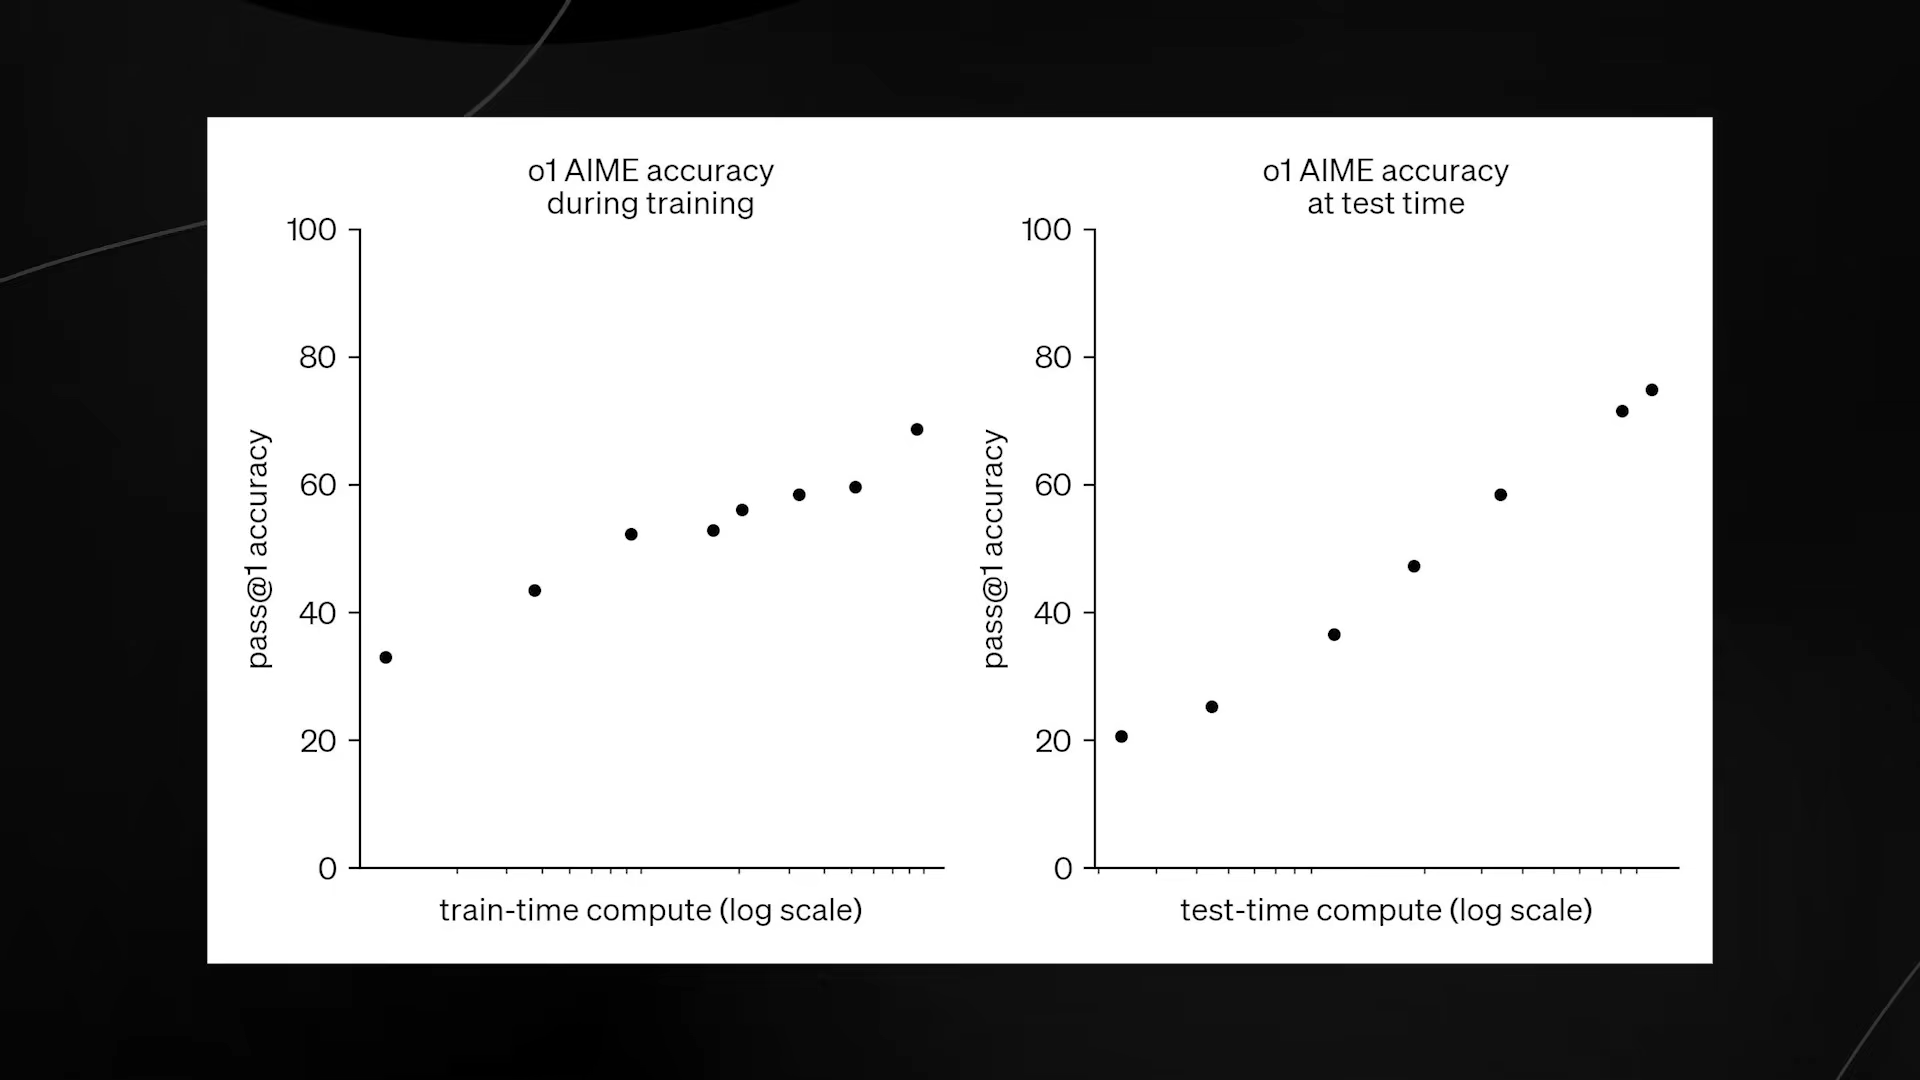 o1 AIME accuracy
during training
100
80
60
40
20
0
pass@1 accuracy
train-time compute (log scale)
o1 AIME accuracy
at test time
100
80
60
40
20
0
pass@1 accuracy
test-time compute (log scale)